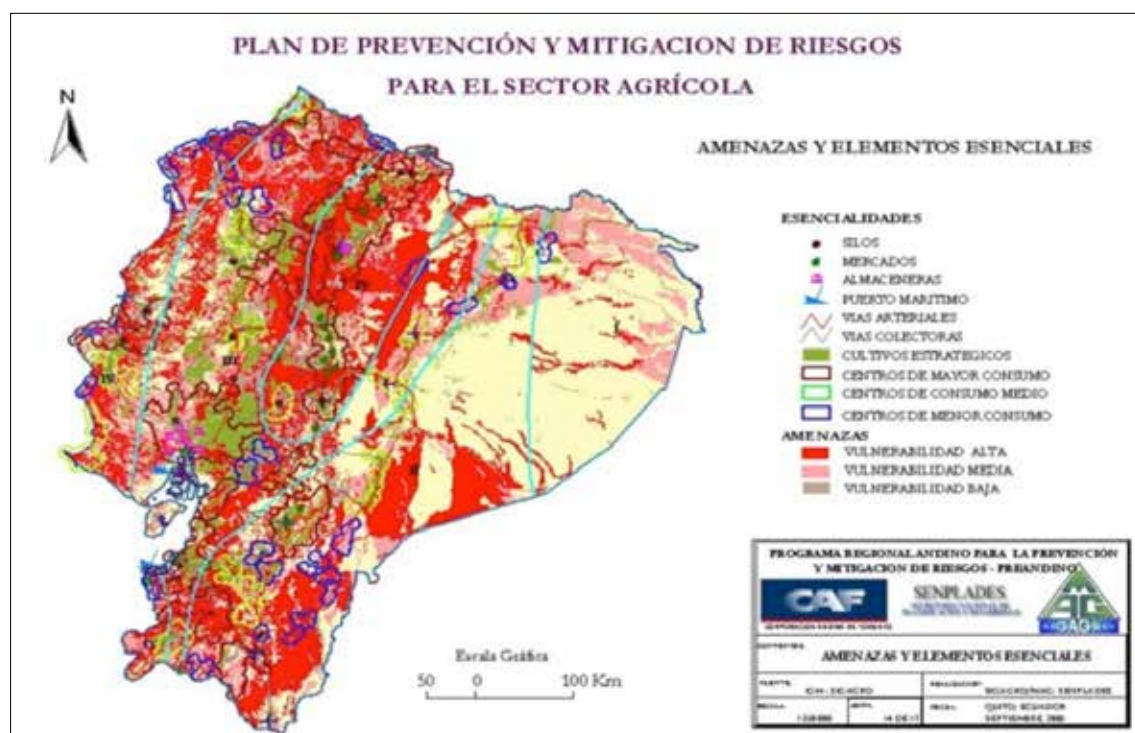 PLAN DE PREVENCIÓN Y MITIGACION DE RIESGOS
PARA EL SECTOR AGRÍCOLA
N
AMENAZAS Y ELEMENTOS ESENCIALES
ESENCIALIDADES
SILOS
MERCADOS
ALMACENERAS
PUERTO MARITIMO
VIAS ARTERIALES
VIAS COLECTORAS
CULTIVOS ESTRATEGICOS
CENTROS DE MAYOR CONSUMO
CENTROS DE CONSUMO MEDIO
CENTROS DE MENOR CONSUMO
AMENAZAS
VULNERABILIDAD ALTA
VULNERABILIDAD MEDIA
VULNERABILIDAD BAJA
Escala Gráfica
50 0 100 Km
PROGRAMA REGIONAL ANDINO PARA LA PREVENCIÓN
Y MITIGACION DE RIESGOS - PREANDINO
CAF
SENPLADES
AMENAZAS Y ELEMENTOS ESENCIALES
QUITO, ECUADOR
SEPTIEMBRE,